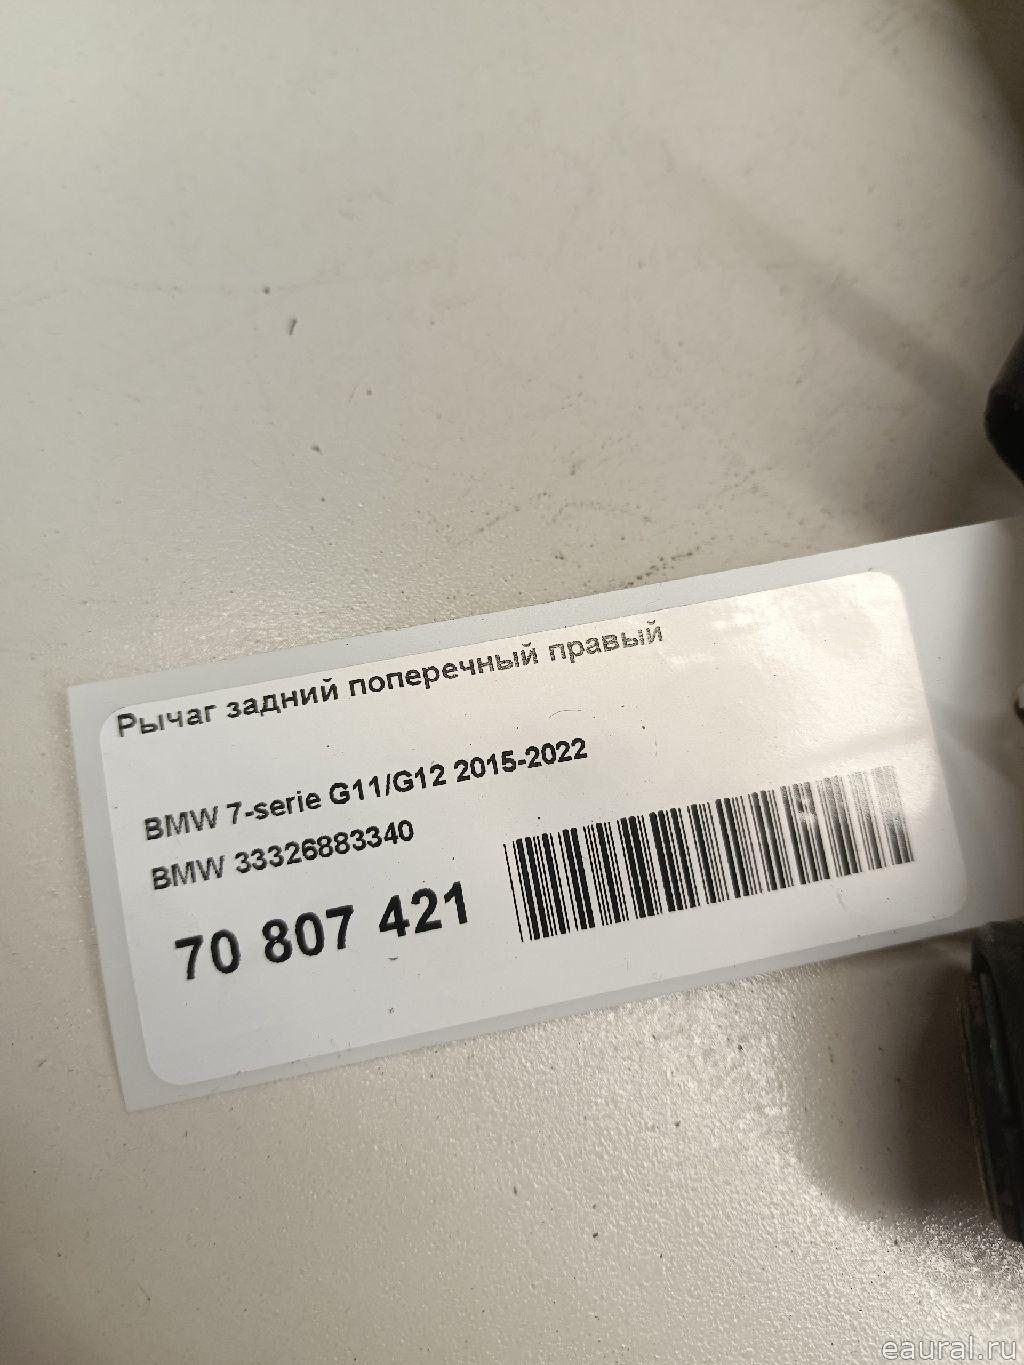 Рычаг задний поперечный правый
BMW 7-serie G11/G12 2015-2022
BMW 33326883340
70 807 421
eaural.ru